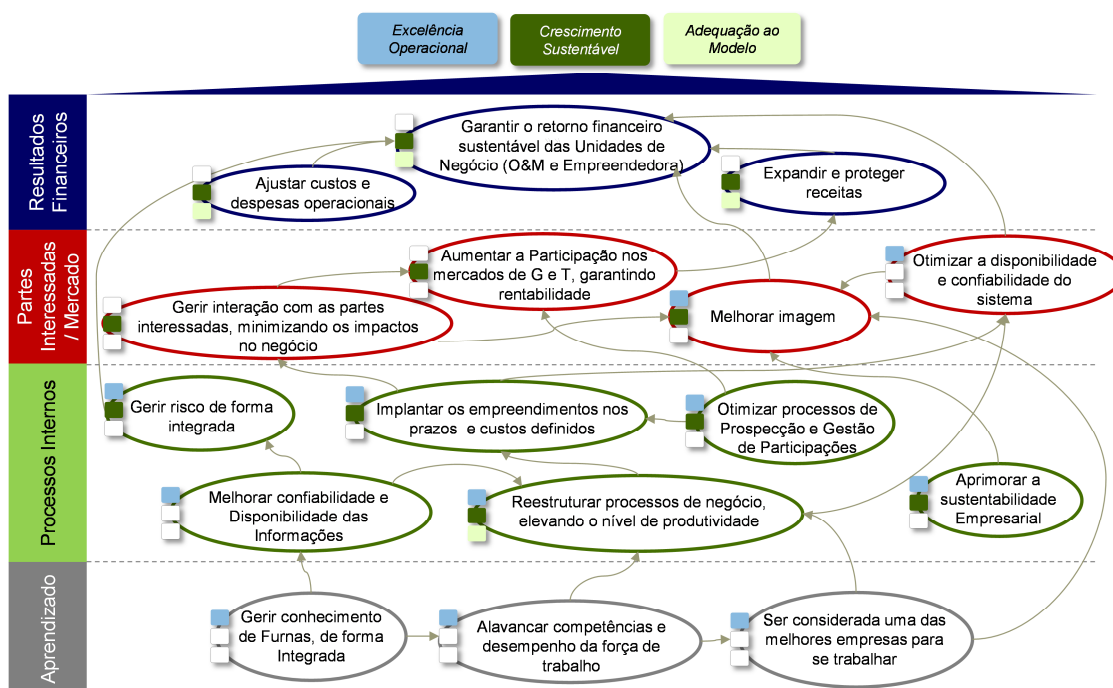 Excelência
Operacional
Crescimento
Sustentável
Adequação ao
Modelo
Resultados
Financeiros
Garantir o retorno financeiro
sustentável das Unidades de
Negócio (O&M e Empreendedora)
Ajustar custos e
despesas operacionais
Expandir e proteger
receitas
Partes
Interessadas
/ Mercado
Aumentar a Participação nos
mercados de G e T, garantindo
rentabilidade
Otimizar a disponibilidade
e confiabilidade do
sistema
Gerir interação com as partes
interessadas, minimizando os impactos
no negócio
Melhorar imagem
Processos Internos
Gerir risco de forma
integrada
Implantar os empreendimentos nos
prazos e custos definidos
Otimizar processos de
Prospecção e Gestão
de Participações
Melhorar confiabilidade e
Disponibilidade das
Informações
Reestruturar processos de negócio,
elevando o nível de produtividade
Aprimorar a
sustentabilidade
Empresarial
Aprendizado
Gerir conhecimento
de Furnas, de forma
Integrada
Alavancar competências e
desempenho da força de
trabalho
Ser considerada uma das
melhores empresas para
se trabalhar